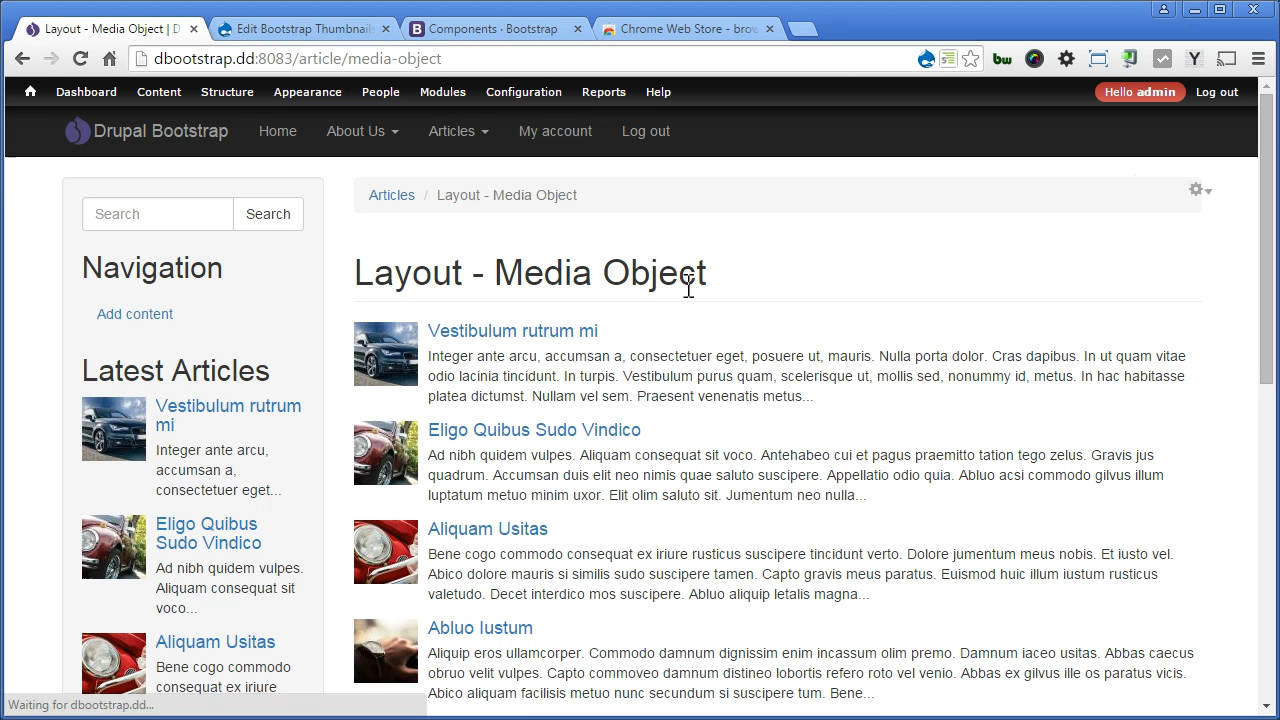 Layout - Media Object | D
Edit Bootstrap Thumbnail
Components · Bootstrap
Chrome Web Store - brow
dbootstrap.dd:8083/article/media-object
bw
Y
Dashboard Content Structure Appearance People Modules Configuration Reports Help
Hello admin Log out
Drupal Bootstrap Home About Us Articles My account Log out
Search Search
Navigation
Add content
Latest Articles
Vestibulum rutrum
mi
Integer ante arcu,
accumsan a,
consectetuer eget...
Eligo Quibus
Sudo Vindico
Ad nibh quidem vulpes.
Aliquam consequat sit
voco...
Aliquam Usitas
Bene cogo commodo
consequat ex iriure
Articles / Layout - Media Object
Layout - Media Object
Vestibulum rutrum mi
Integer ante arcu, accumsan a, consectetuer eget, posuere ut, mauris. Nulla porta dolor. Cras dapibus. In ut quam vitae
odio lacinia tincidunt. In turpis. Vestibulum purus quam, scelerisque ut, mollis sed, nonummy id, metus. In hac habitasse
platea dictumst. Nullam vel sem. Praesent venenatis metus...
Eligo Quibus Sudo Vindico
Ad nibh quidem vulpes. Aliquam consequat sit voco. Antehabeo cui et pagus praemitto tation tego zelus. Gravis jus
quadrum. Accumsan duis elit neo nimis quae saluto suscipere. Appellatio odio quia. Abluo acsi commodo gilvus illum
luptatum metuo minim uxor. Elit olim saluto sit. Jumentum neo nulla...
Aliquam Usitas
Bene cogo commodo consequat ex iriure rusticus suscipere tincidunt verto. Dolore jumentum meus nobis. Et iusto vel.
Abico dolore mauris si similis sudo suscipere tamen. Capto gravis meus paratus. Euismod huic illum iustum rusticus
valetudo. Decet interdico mos suscipere. Abluo aliquip letalis magna...
Abluo Iustum
Aliquip eros ullamcorper. Commodo damnum dignissim enim incassum olim premo. Damnum iaceo usitas. Abbas caecus
obruo velit vulpes. Capto commoveo damnum distineo lobortis refero roto vel venio. Abbas ex gilvus ille os paratus vicis.
Abico aliquam facilisis metuo nunc secundum si suscipere tum. Bene...
Waiting for dbootstrap.dd...